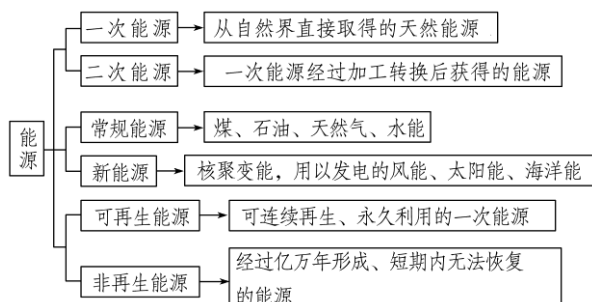 能源
一次能源
从自然界直接取得的天然能源
二次能源
一次能源经过加工转换后获得的能源
常规能源
煤、石油、天然气、水能
新能源
核聚变能，用以发电的风能、太阳能、海洋能
可再生能源
可连续再生、永久利用的一次能源
非再生能源
经过亿万年形成、短期内无法恢复
的能源